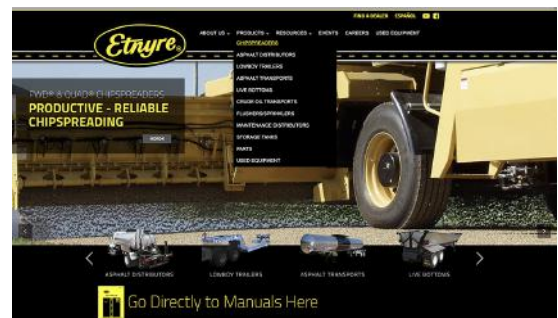 FIND A DEALER ESPAÑOL
Etnyre
ABOUT US PRODUCTS RESOURCES EVENTS CAREERS USED EQUIPMENT
CHIPSPREADERS
ASPHALT DISTRIBUTORS
LOWBOY TRAILERS
ASPHALT TRANSPORTS
LIVE BOTTOMS
CRUDE OIL TRANSPORTS
FLUSHERS/SPRINKLERS
MAINTENANCE DISTRIBUTORS
STORAGE TANKS
PARTS
USED EQUIPMENT
FWD® & QUAD® CHIPSPREADERS
PRODUCTIVE - RELIABLE
CHIPSPREADING
ASPHALT DISTRIBUTORS LOWBOY TRAILERS ASPHALT TRANSPORTS LIVE BOTTOMS
Go Directly to Manuals Here